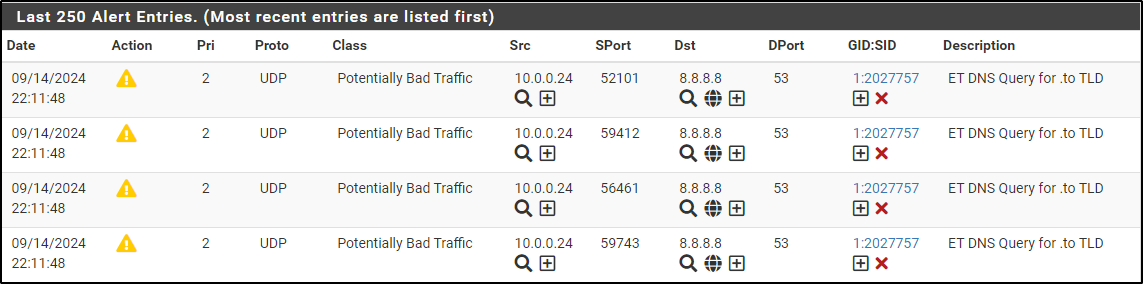 Last 250 Alert Entries. (Most recent entries are listed first)
Date Action Pri Proto Class Src SPort Dst DPort GID:SID Description
09/14/2024 2 UDP Potentially Bad Traffic 10.0.0.24 52101 8.8.8.8 53 1:2027757 ET DNS Query for .to TLD
22:11:48
09/14/2024 2 UDP Potentially Bad Traffic 10.0.0.24 59412 8.8.8.8 53 1:2027757 ET DNS Query for .to TLD
22:11:48
09/14/2024 2 UDP Potentially Bad Traffic 10.0.0.24 56461 8.8.8.8 53 1:2027757 ET DNS Query for .to TLD
22:11:48
09/14/2024 2 UDP Potentially Bad Traffic 10.0.0.24 59743 8.8.8.8 53 1:2027757 ET DNS Query for .to TLD
22:11:48